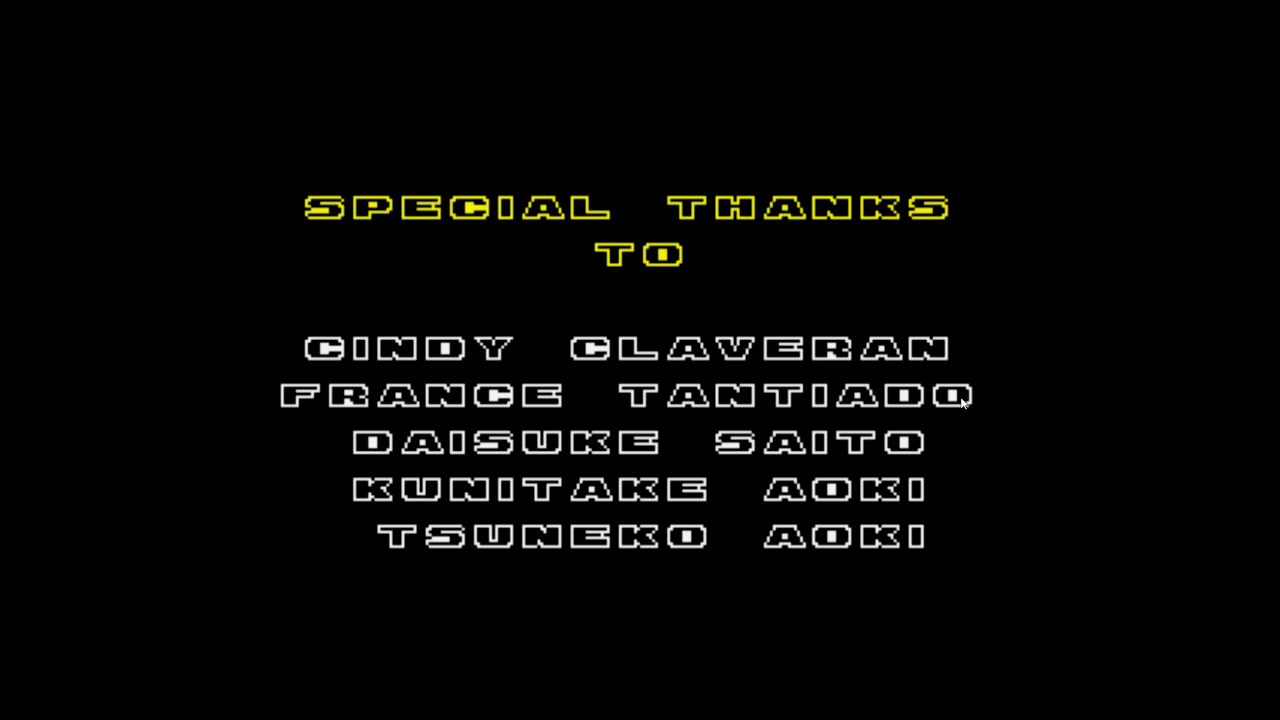 SPECIAL THANKS
TO
CINDY CLAVERAN
FRANCE TANTIADO
DAISUKE SAITO
KUNITAKE AOKI
TSUNEKO AOKI